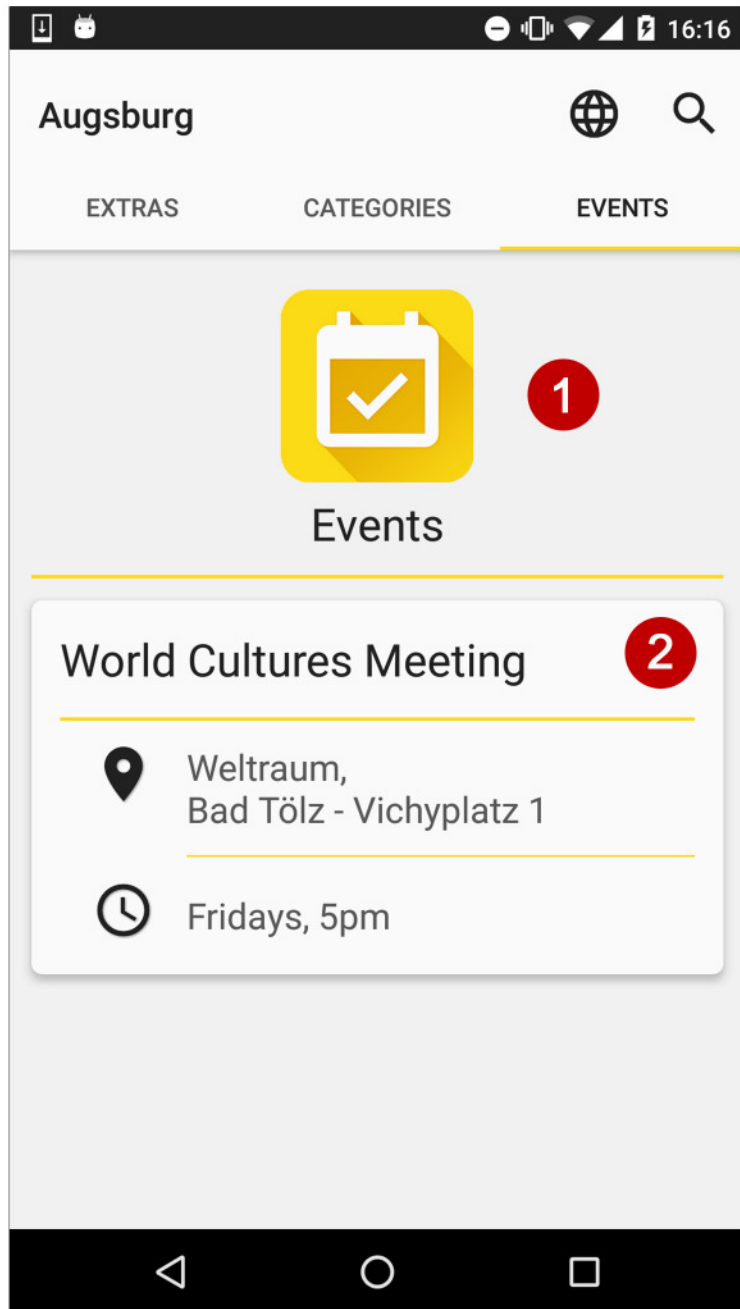 16:16
Augsburg
EXTRAS CATEGORIES EVENTS
1
Events
World Cultures Meeting 2
Weltraum,
Bad Tölz - Vichyplatz 1
Fridays, 5pm